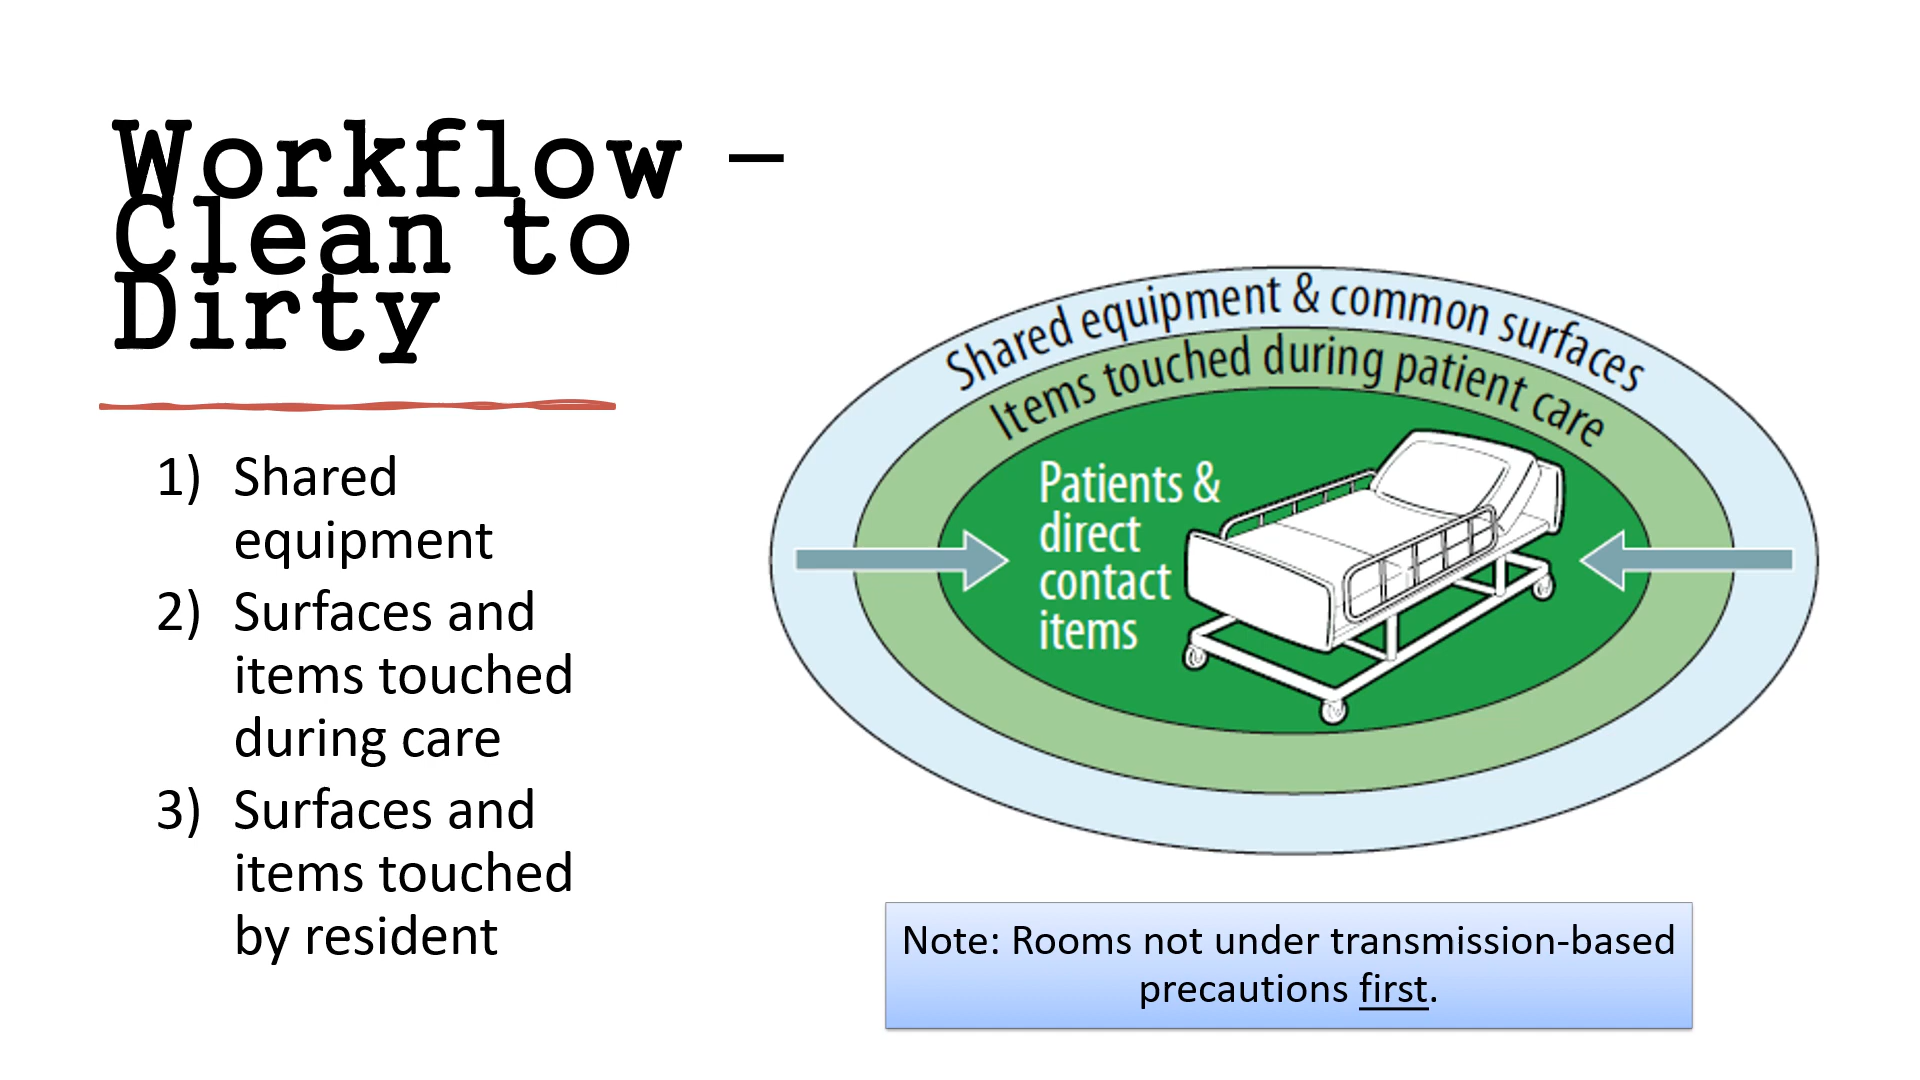 Workflow –
Clean to
Dirty
1) Shared
equipment
2) Surfaces and
items touched
during care
3) Surfaces and
items touched
by resident
Shared equipment & common surfaces
Items touched during patient care
Patients &
direct
contact
items
Note: Rooms not under transmission-based
precautions first.